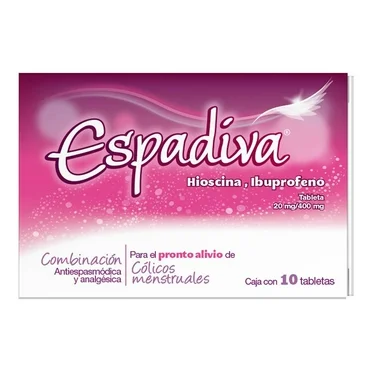 Espadiva®
Hioscina , Ibuprofeno
Tableta
20 mg/400 mg
Combinación
Antiespasmódica
y analgésica
Para el pronto alivio de
Cólicos
menstruales
Caja con 10 tabletas